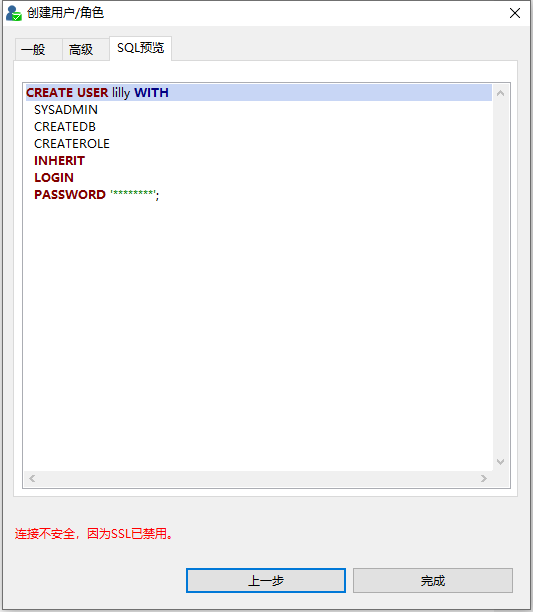 创建用户/角色
一般 高级 SQL预览
CREATE USER lilly WITH
SYSADMIN
CREATEDB
CREATEROLE
INHERIT
LOGIN
PASSWORD '********';
连接不安全，因为SSL已禁用。
上一步 完成